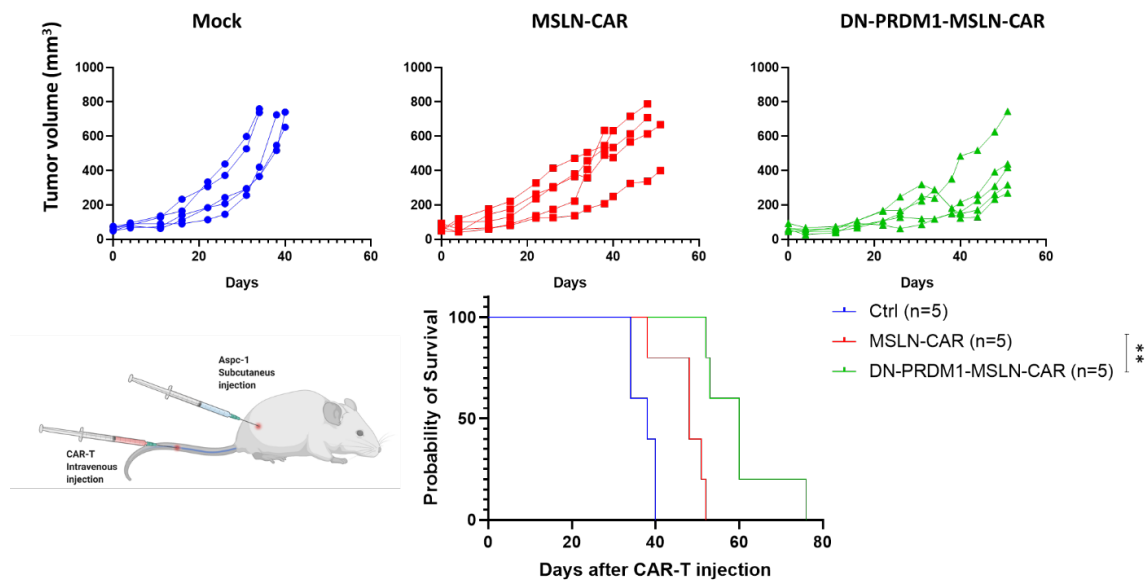 Mock
MSLN-CAR
DN-PRDM1-MSLN-CAR
Tumor volume (mm³)
1000
800
600
400
200
0
0 20 40 60
Days
1000
800
600
400
200
0
0 20 40 60
Days
1000
800
600
400
200
0
0 20 40 60
Days
Aspc-1
Subcutaneus
injection
CAR-T
Intravenous
injection
Probability of Survival
100
50
0
0 20 40 60 80
Days after CAR-T injection
Ctrl (n=5)
MSLN-CAR (n=5)
DN-PRDM1-MSLN-CAR (n=5)
**